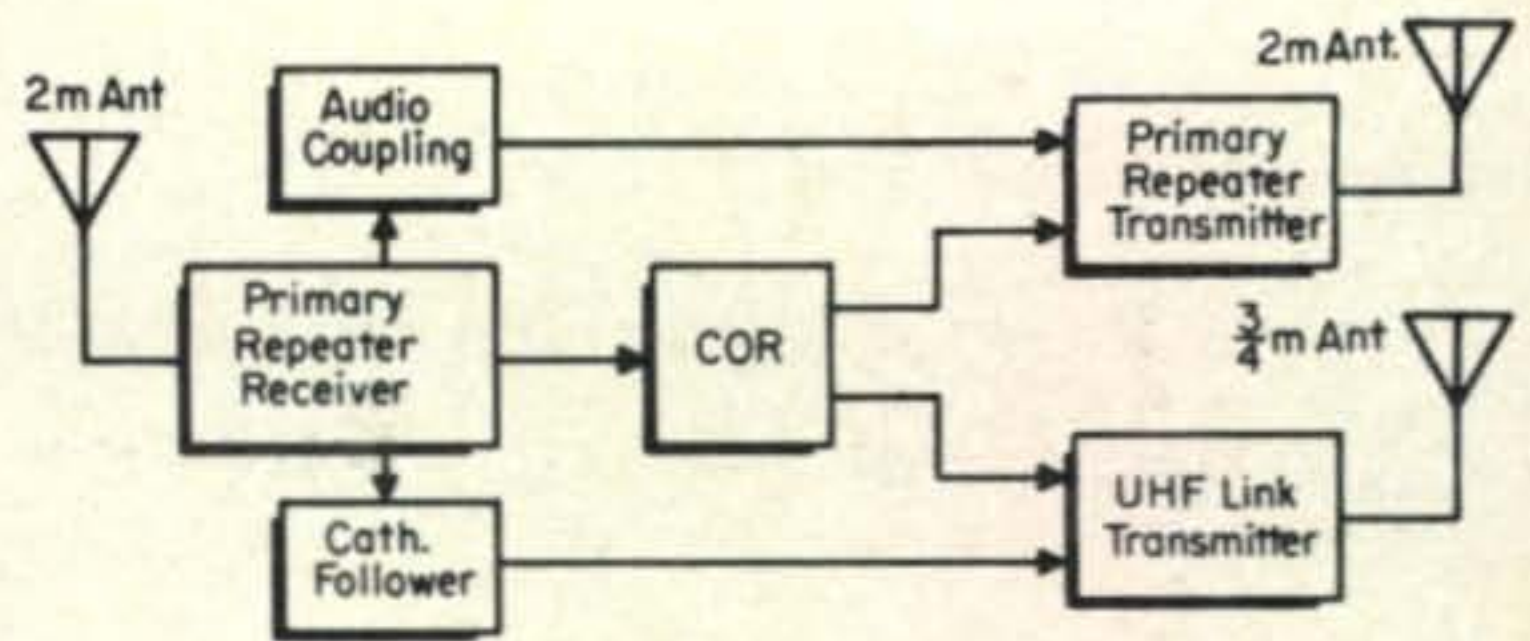 2m Ant
Audio
Coupling
2m Ant.
Primary
Repeater
Transmitter
Primary
Repeater
Receiver
COR
3/4 m Ant
Cath.
Follower
UHF Link
Transmitter